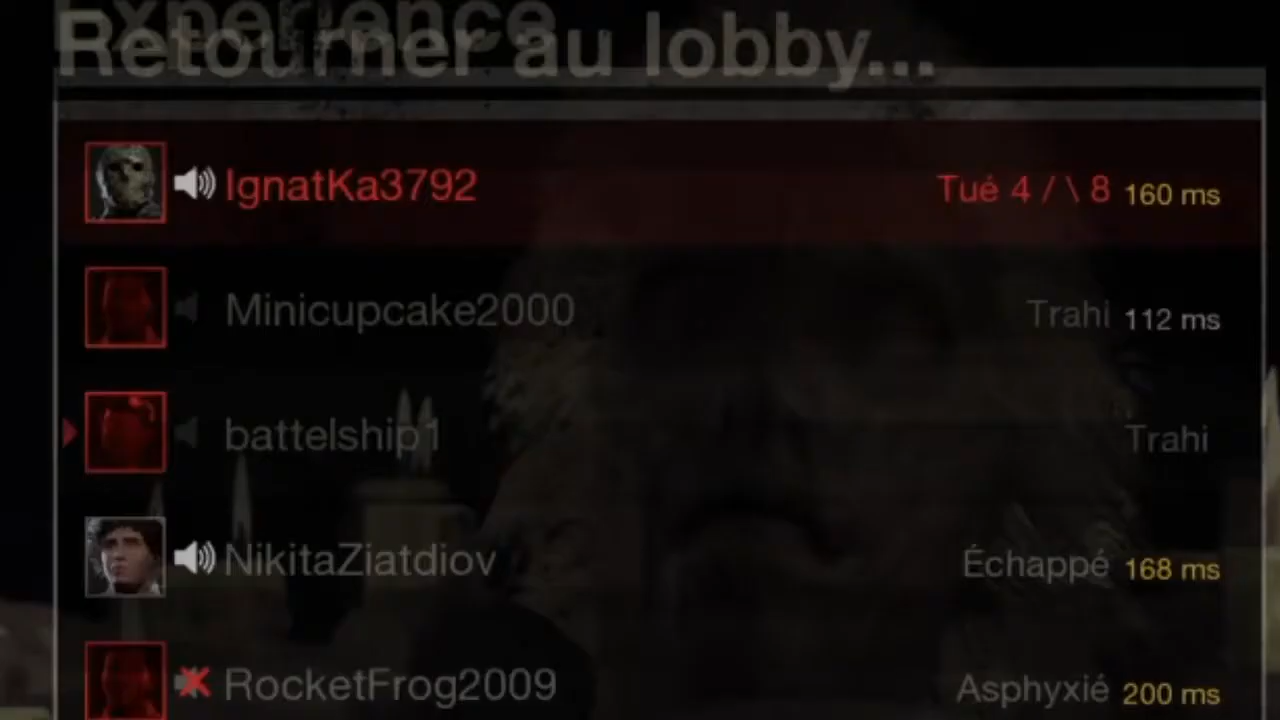 Experience
Retourner au lobby...
IgnatKa3792 Tué 4 / \ 8 160 ms
Minicupcake2000 Trahi 112 ms
battelship1 Trahi
NikitaZiatdiov Échappé 168 ms
RocketFrog2009 Asphyxié 200 ms